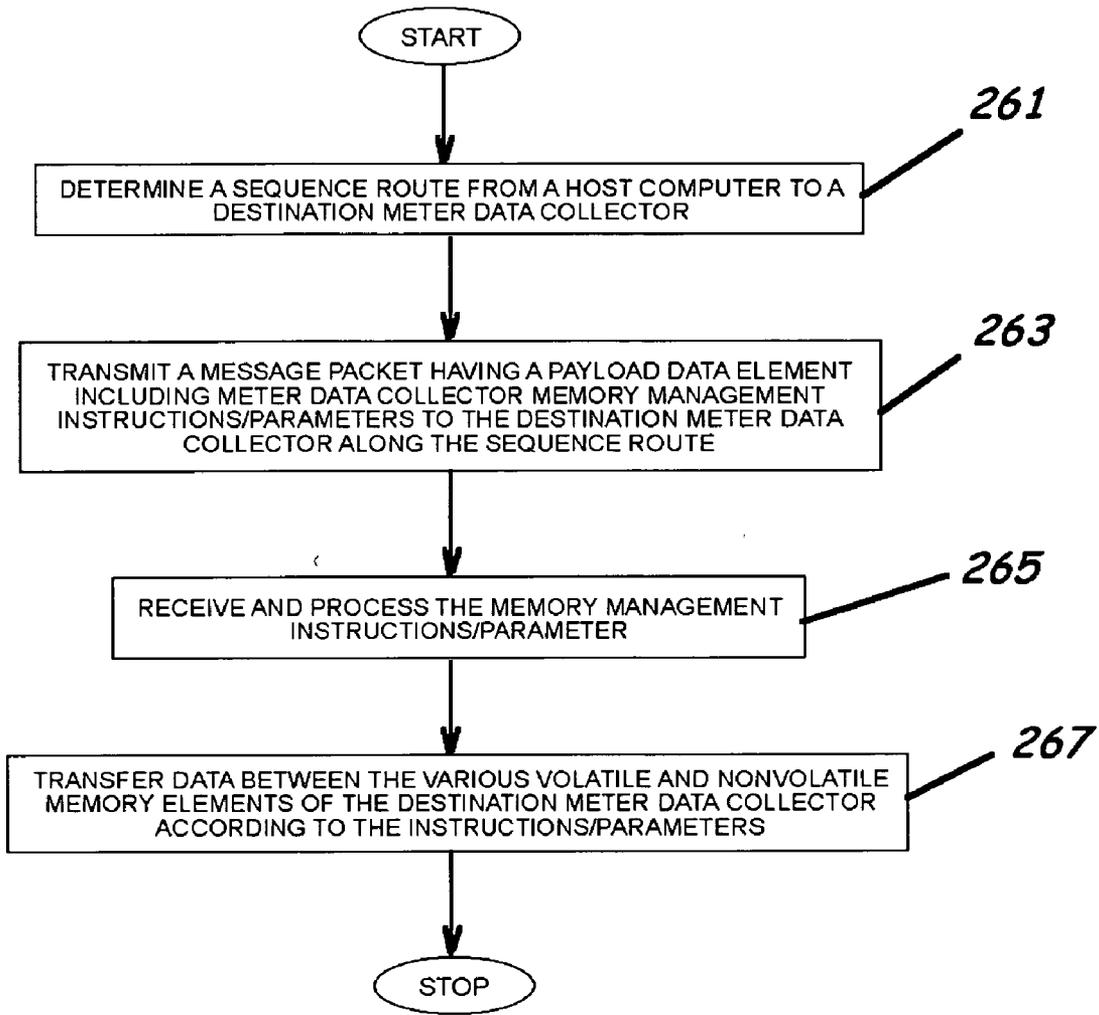 START
261
DETERMINE A SEQUENCE ROUTE FROM A HOST COMPUTER TO A
DESTINATION METER DATA COLLECTOR
263
TRANSMIT A MESSAGE PACKET HAVING A PAYLOAD DATA ELEMENT
INCLUDING METER DATA COLLECTOR MEMORY MANAGEMENT
INSTRUCTIONS/PARAMETERS TO THE DESTINATION METER DATA
COLLECTOR ALONG THE SEQUENCE ROUTE
265
RECEIVE AND PROCESS THE MEMORY MANAGEMENT
INSTRUCTIONS/PARAMETER
267
TRANSFER DATA BETWEEN THE VARIOUS VOLATILE AND NONVOLATILE
MEMORY ELEMENTS OF THE DESTINATION METER DATA COLLECTOR
ACCORDING TO THE INSTRUCTIONS/PARAMETERS
STOP